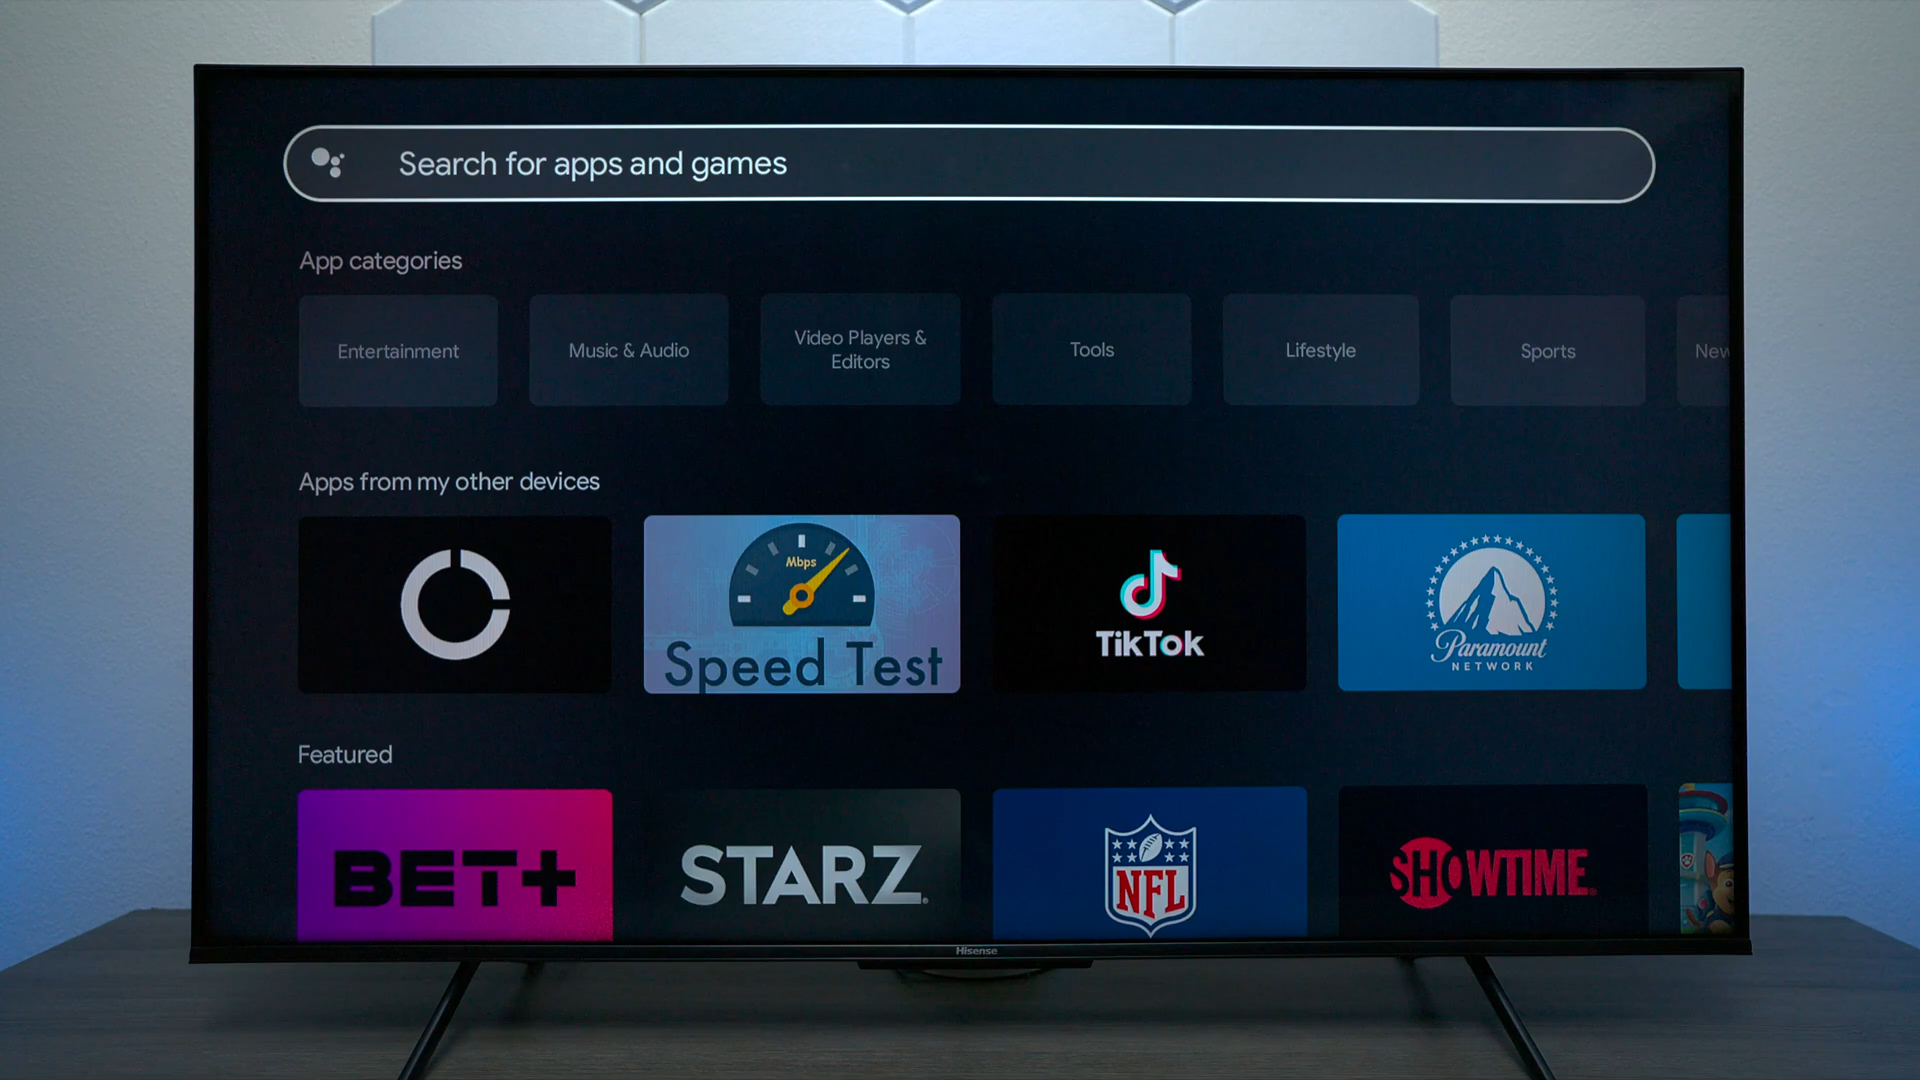 Search for apps and games
App categories
Entertainment
Music & Audio
Video Players &
Editors
Tools
Lifestyle
Sports
New
Apps from my other devices
Mbps
Speed Test
TikTok
Paramount
NETWORK
Featured
BET+
STARZ
NFL
SHOWTIME
Hisense